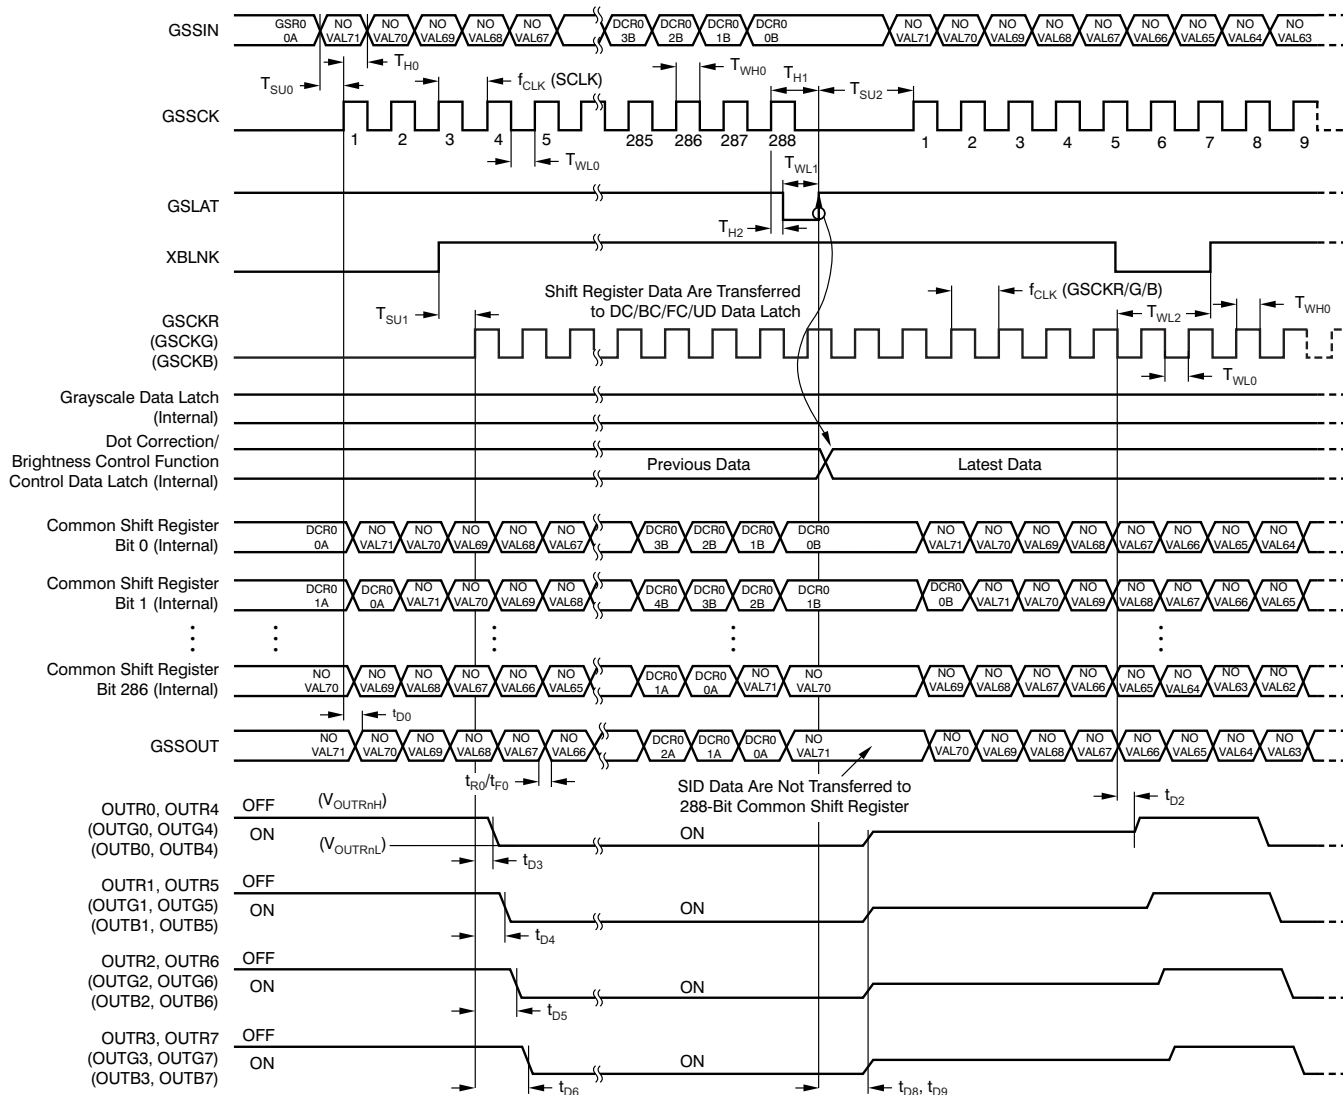 GSSIN
GSR0 0A
NO VAL71
NO VAL70
NO VAL69
NO VAL68
NO VAL67
DCR0 3B
DCR0 2B
DCR0 1B
DCR0 0B
NO VAL71
NO VAL70
NO VAL69
NO VAL68
NO VAL67
NO VAL66
NO VAL65
NO VAL64
NO VAL63
TSU0
TH0
fCLK (SCLK)
TWH0
TH1
TSU2
GSSCK
1 2 3 4 5 285 286 287 288 1 2 3 4 5 6 7 8 9
TWL0
TWL1
GSLAT
TH2
XBLNK
TSU1
Shift Register Data Are Transferred
to DC/BC/FC/UD Data Latch
fCLK (GSCKR/G/B)
TWL2
TWH0
GSCKR
(GSCKG)
(GSCKB)
TWL0
Grayscale Data Latch
(Internal)
Dot Correction/
Brightness Control Function
Control Data Latch (Internal)
Previous Data
Latest Data
Common Shift Register
Bit 0 (Internal)
DCR0 0A
NO VAL71
NO VAL70
NO VAL69
NO VAL68
NO VAL67
DCR0 3B
DCR0 2B
DCR0 1B
DCR0 0B
NO VAL71
NO VAL70
NO VAL69
NO VAL68
NO VAL67
NO VAL66
NO VAL65
NO VAL64
Common Shift Register
Bit 1 (Internal)
DCR0 1A
DCR0 0A
NO VAL71
NO VAL70
NO VAL69
NO VAL68
DCR0 4B
DCR0 3B
DCR0 2B
DCR0 1B
DCR0 0B
NO VAL71
NO VAL70
NO VAL69
NO VAL68
NO VAL67
NO VAL66
NO VAL65
Common Shift Register
Bit 286 (Internal)
NO VAL70
NO VAL69
NO VAL68
NO VAL67
NO VAL66
NO VAL65
DCR0 1A
DCR0 0A
NO VAL71
NO VAL70
NO VAL69
NO VAL68
NO VAL67
NO VAL66
NO VAL65
NO VAL64
NO VAL63
NO VAL62
tD0
GSSOUT
NO VAL71
NO VAL70
NO VAL69
NO VAL68
NO VAL67
NO VAL66
DCR0 2A
DCR0 1A
DCR0 0A
NO VAL71
NO VAL70
NO VAL69
NO VAL68
NO VAL67
NO VAL66
NO VAL65
NO VAL64
NO VAL63
tR0/tF0
SID Data Are Not Transferred to
288-Bit Common Shift Register
tD2
OUTR0, OUTR4
(OUTG0, OUTG4)
(OUTB0, OUTB4)
OFF
ON
(VOUTRnH)
(VOUTRnL)
tD3
ON
OUTR1, OUTR5
(OUTG1, OUTG5)
(OUTB1, OUTB5)
OFF
ON
tD4
ON
OUTR2, OUTR6
(OUTG2, OUTG6)
(OUTB2, OUTB6)
OFF
ON
tD5
ON
OUTR3, OUTR7
(OUTG3, OUTG7)
(OUTB3, OUTB7)
OFF
ON
tD6
ON
tD8, tD9